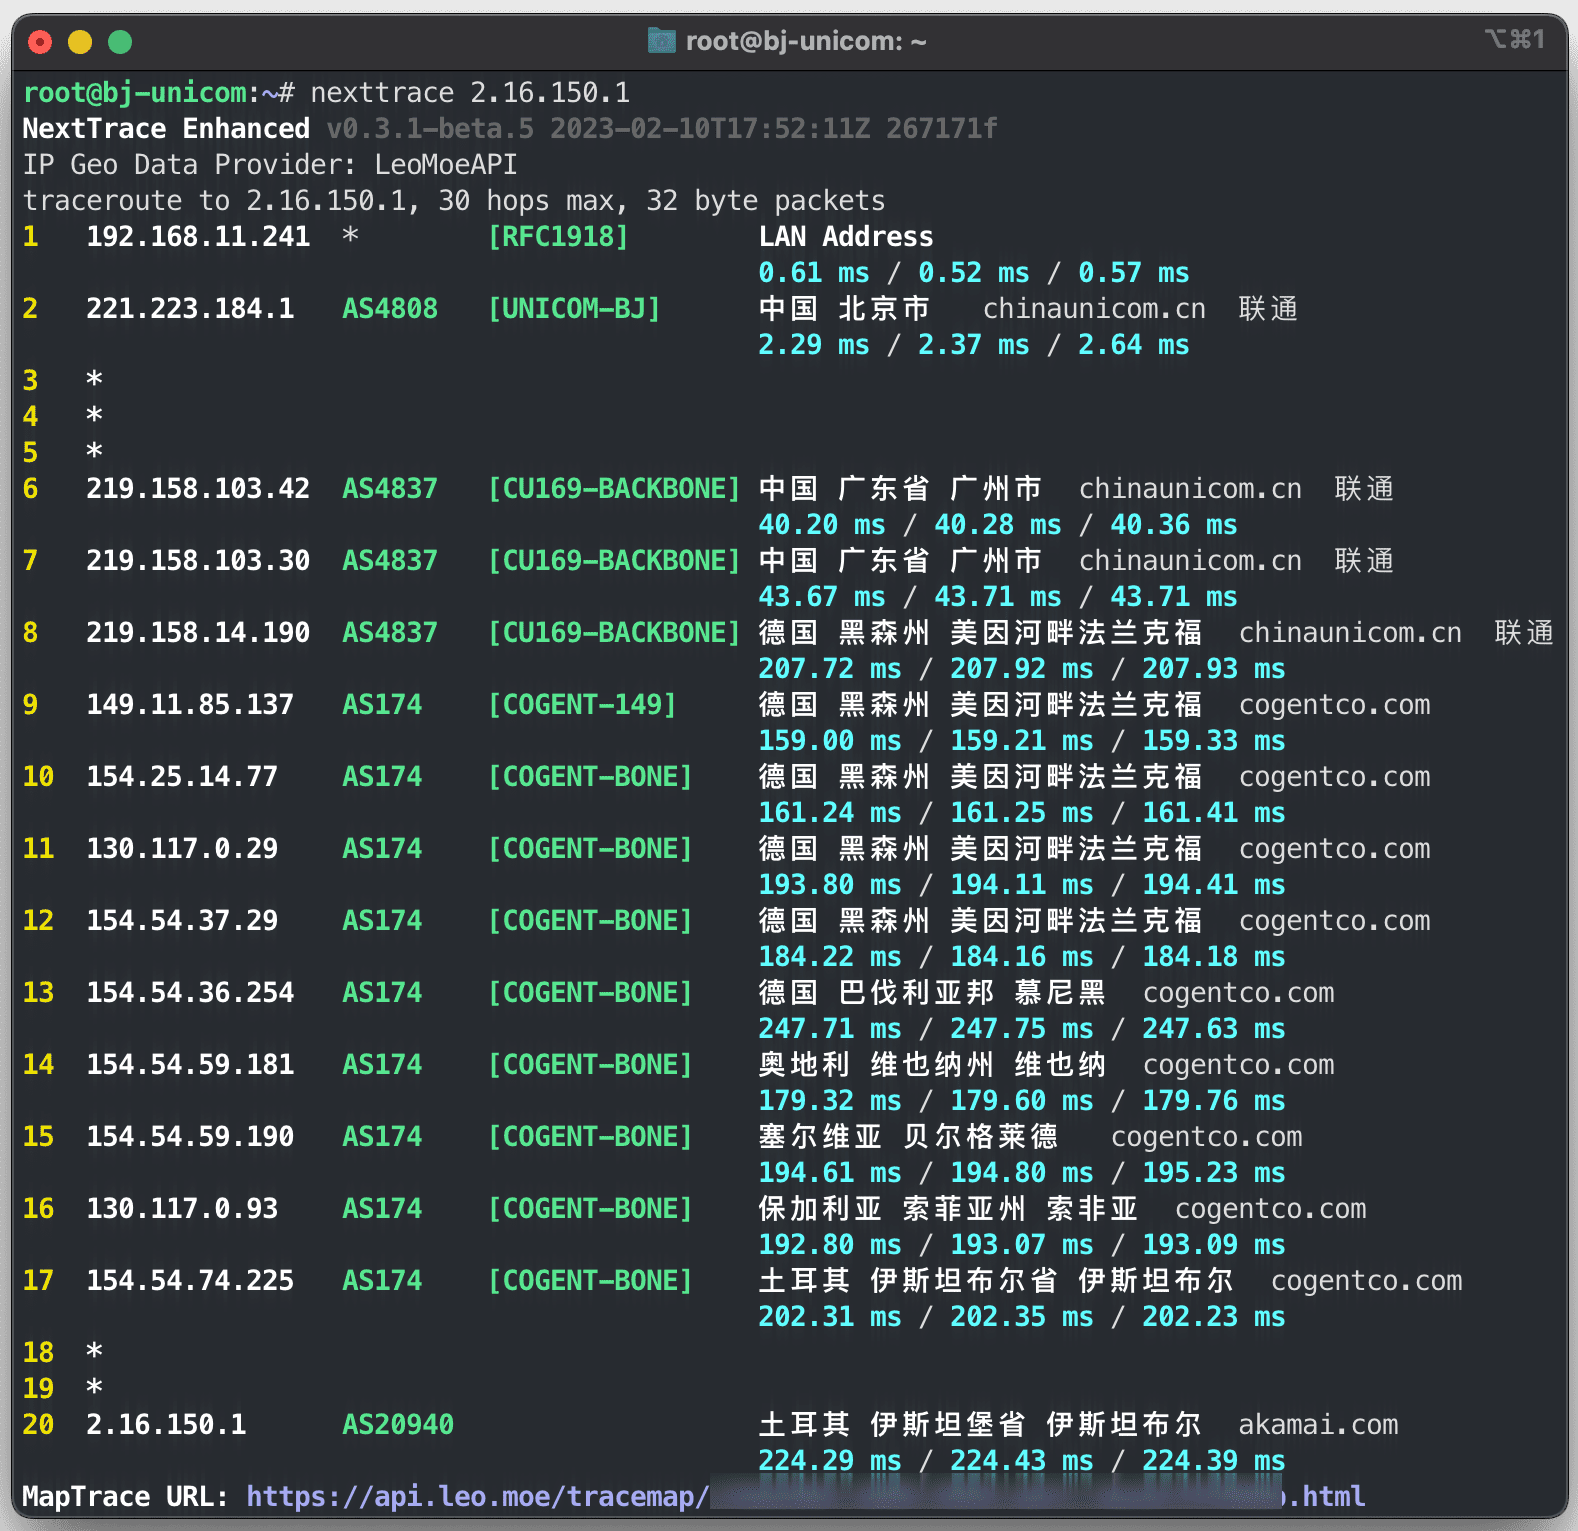 root@bj-unicom: ~
⌥⌘1
root@bj-unicom:~# nexttrace 2.16.150.1
NextTrace Enhanced v0.3.1-beta.5 2023-02-10T17:52:11Z 267171f
IP Geo Data Provider: LeoMoeAPI
traceroute to 2.16.150.1, 30 hops max, 32 byte packets
1 192.168.11.241 * [RFC1918] LAN Address
0.61 ms / 0.52 ms / 0.57 ms
2 221.223.184.1 AS4808 [UNICOM-BJ] 中国 北京市 chinaunicom.cn 联通
2.29 ms / 2.37 ms / 2.64 ms
3 *
4 *
5 *
6 219.158.103.42 AS4837 [CU169-BACKBONE] 中国 广东省 广州市 chinaunicom.cn 联通
40.20 ms / 40.28 ms / 40.36 ms
7 219.158.103.30 AS4837 [CU169-BACKBONE] 中国 广东省 广州市 chinaunicom.cn 联通
43.67 ms / 43.71 ms / 43.71 ms
8 219.158.14.190 AS4837 [CU169-BACKBONE] 德国 黑森州 美因河畔法兰克福 chinaunicom.cn 联通
207.72 ms / 207.92 ms / 207.93 ms
9 149.11.85.137 AS174 [COGENT-149] 德国 黑森州 美因河畔法兰克福 cogentco.com
159.00 ms / 159.21 ms / 159.33 ms
10 154.25.14.77 AS174 [COGENT-BONE] 德国 黑森州 美因河畔法兰克福 cogentco.com
161.24 ms / 161.25 ms / 161.41 ms
11 130.117.0.29 AS174 [COGENT-BONE] 德国 黑森州 美因河畔法兰克福 cogentco.com
193.80 ms / 194.11 ms / 194.41 ms
12 154.54.37.29 AS174 [COGENT-BONE] 德国 黑森州 美因河畔法兰克福 cogentco.com
184.22 ms / 184.16 ms / 184.18 ms
13 154.54.36.254 AS174 [COGENT-BONE] 德国 巴伐利亚邦 慕尼黑 cogentco.com
247.71 ms / 247.75 ms / 247.63 ms
14 154.54.59.181 AS174 [COGENT-BONE] 奥地利 维也纳州 维也纳 cogentco.com
179.32 ms / 179.60 ms / 179.76 ms
15 154.54.59.190 AS174 [COGENT-BONE] 塞尔维亚 贝尔格莱德 cogentco.com
194.61 ms / 194.80 ms / 195.23 ms
16 130.117.0.93 AS174 [COGENT-BONE] 保加利亚 索菲亚州 索非亚 cogentco.com
192.80 ms / 193.07 ms / 193.09 ms
17 154.54.74.225 AS174 [COGENT-BONE] 土耳其 伊斯坦布尔省 伊斯坦布尔 cogentco.com
202.31 ms / 202.35 ms / 202.23 ms
18 *
19 *
20 2.16.150.1 AS20940 土耳其 伊斯坦堡省 伊斯坦布尔 akamai.com
224.29 ms / 224.43 ms / 224.39 ms
MapTrace URL: https://api.leo.moe/tracemap/ .html